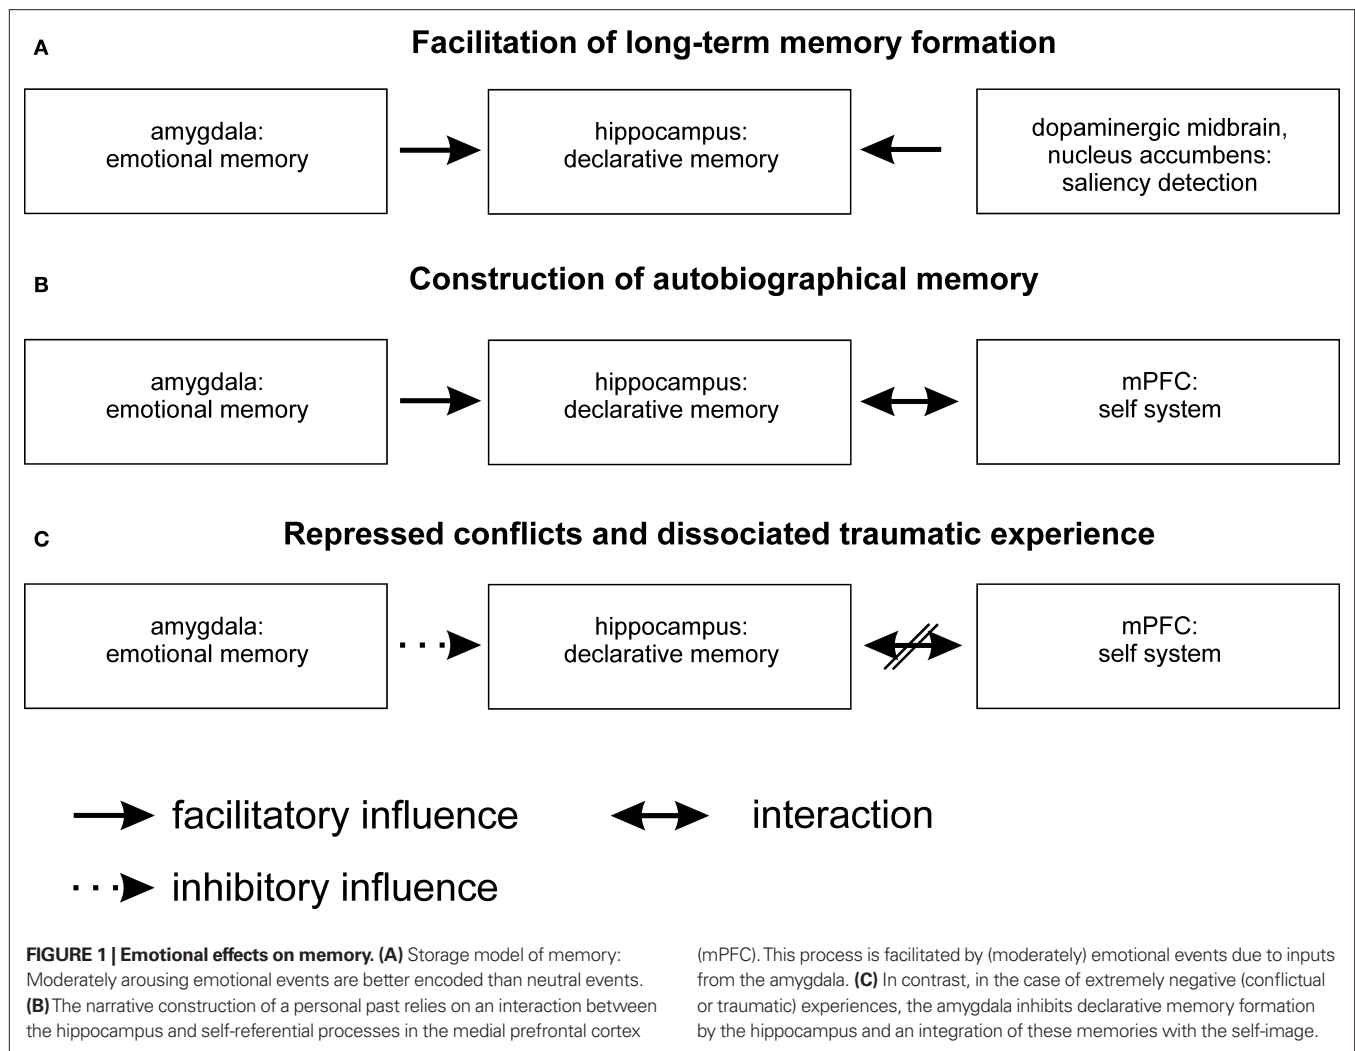 A
Facilitation of long-term memory formation
amygdala:
emotional memory
hippocampus:
declarative memory
dopaminergic midbrain,
nucleus accumbens:
saliency detection
B
Construction of autobiographical memory
amygdala:
emotional memory
hippocampus:
declarative memory
mPFC:
self system
C
Repressed conflicts and dissociated traumatic experience
amygdala:
emotional memory
hippocampus:
declarative memory
mPFC:
self system
facilitatory influence
interaction
inhibitory influence
FIGURE 1 | Emotional effects on memory. (A) Storage model of memory:
Moderately arousing emotional events are better encoded than neutral events.
(B) The narrative construction of a personal past relies on an interaction between
the hippocampus and self-referential processes in the medial prefrontal cortex
(mPFC). This process is facilitated by (moderately) emotional events due to inputs
from the amygdala. (C) In contrast, in the case of extremely negative (conflictual
or traumatic) experiences, the amygdala inhibits declarative memory formation
by the hippocampus and an integration of these memories with the self-image.